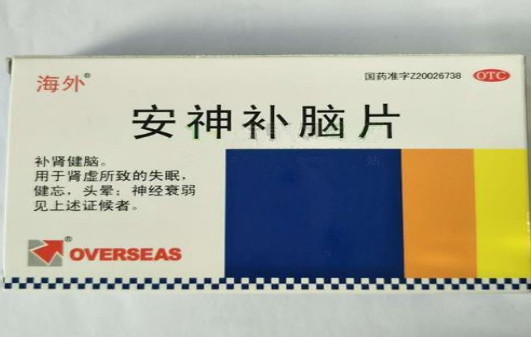 海外®
国药准字Z20026738 OTC
安神补脑片
补肾健脑。
用于肾虚所致的失眠，
健忘，头晕；神经衰弱
见上述证候者。
® OVERSEAS